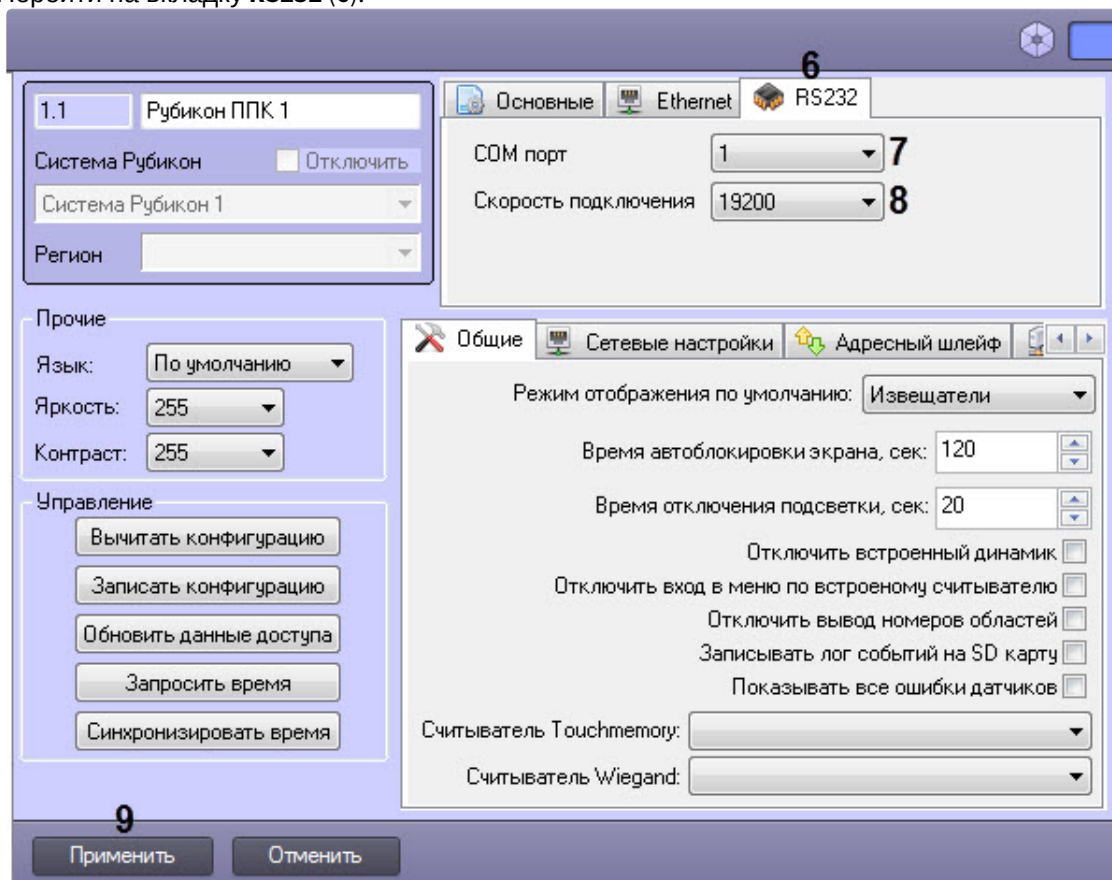 Перейти на вкладку RS232 (6).
6
1.1 Рубикон ППК 1
Основные Ethernet RS232
Система Рубикон Отключить
COM порт 1 7
Система Рубикон 1
Скорость подключения 19200 8
Регион
Прочие
Общие Сетевые настройки Адресный шлейф
Язык: По умолчанию
Режим отображения по умолчанию: Извещатели
Яркость: 255
Контраст: 255
Время автоблокировки экрана, сек: 120
Время отключения подсветки, сек: 20
Управление
Вычитать конфигурацию
Отключить встроенный динамик
Записать конфигурацию
Отключить вход в меню по встроеному считывателю
Отключить вывод номеров областей
Обновить данные доступа
Записывать лог событий на SD карту
Запросить время
Показывать все ошибки датчиков
Синхронизировать время
Считыватель Touchmemory:
Считыватель Wiegand:
9
Применить Отменить